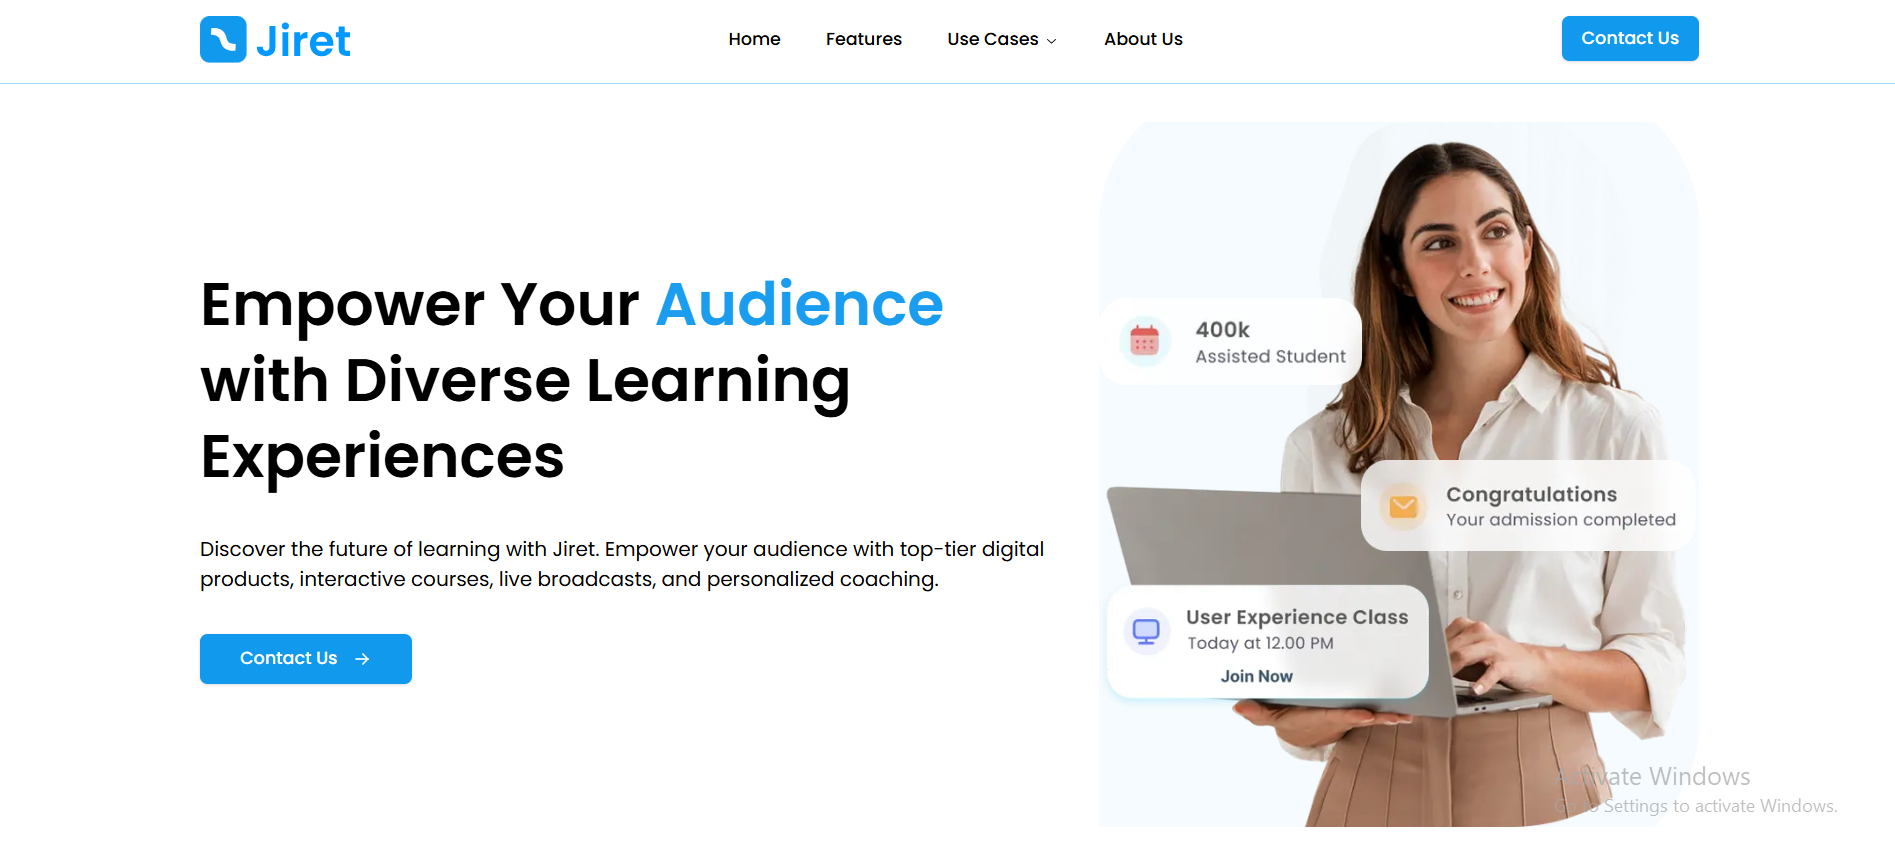 Jiret
Home
Features
Use Cases
About Us
Contact Us
Empower Your Audience
with Diverse Learning
Experiences
Discover the future of learning with Jiret. Empower your audience with top-tier digital
products, interactive courses, live broadcasts, and personalized coaching.
Contact Us
400k
Assisted Student
Congratulations
Your admission completed
User Experience Class
Today at 12.00 PM
Join Now
Activate Windows
Go to Settings to activate Windows.